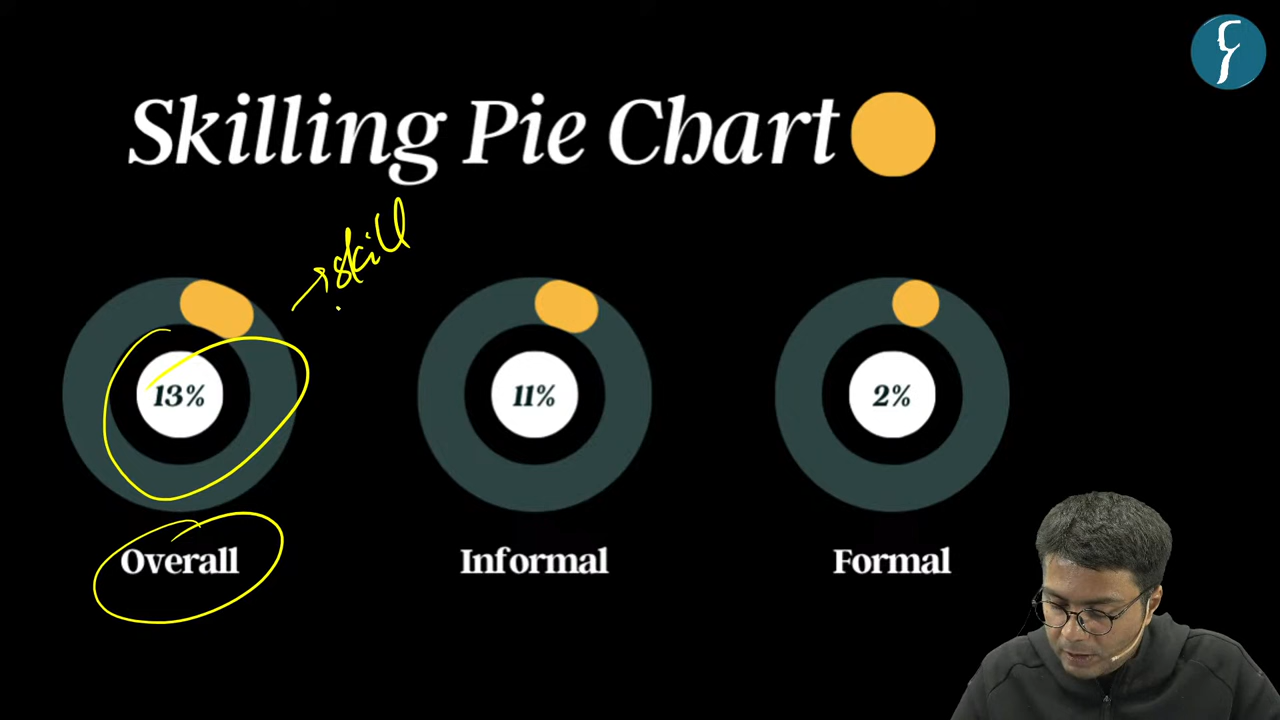 Skilling Pie Chart
→ skill
13%
11%
2%
Overall
Informal
Formal